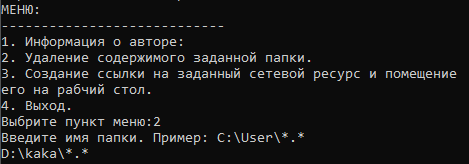 МЕНЮ:
----------------------------
1. Информация о авторе:
2. Удаление содержимого заданной папки.
3. Создание ссылки на заданный сетевой ресурс и помещение
его на рабчий стол.
4. Выход.
Выбрите пункт меню:2
Введите имя папки. Пример: C:\User\*.*
D:\kaka\*.*